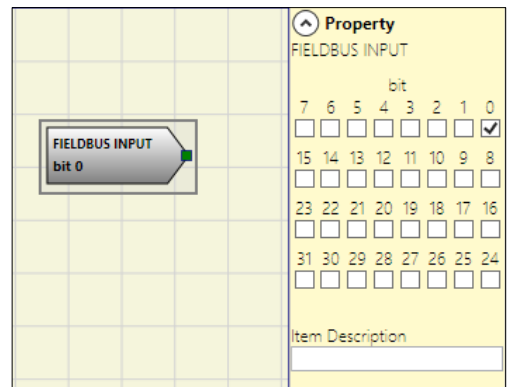 FIELDBUS INPUT
bit 0
Property
FIELDBUS INPUT
bit
7 6 5 4 3 2 1 0
15 14 13 12 11 10 9 8
23 22 21 20 19 18 17 16
31 30 29 28 27 26 25 24
Item Description